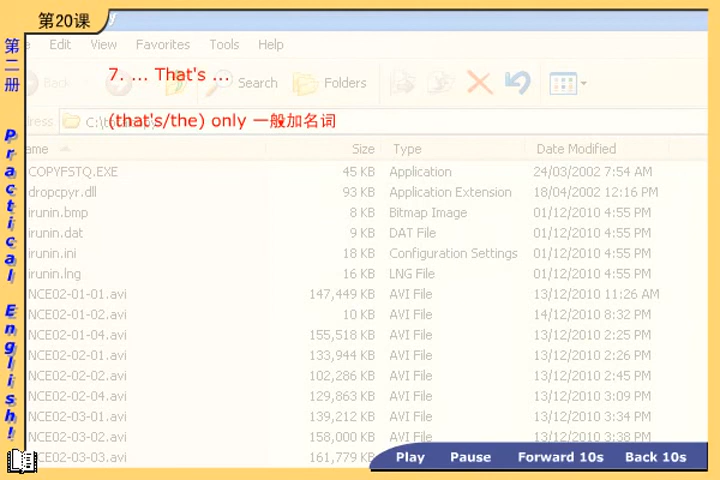 第20课
第二册
Practical English!
Edit View Favorites Tools Help
7. ... That's ...
Back Search Folders
(that's/the) only 一般加名词
Size Type Date Modified
COPYFSTQ.EXE 45 KB Application 24/03/2002 7:54 AM
dropcpyr.dll 93 KB Application Extension 18/04/2002 12:16 PM
irunin.bmp 8 KB Bitmap Image 01/12/2010 4:55 PM
irunin.dat 9 KB DAT File 01/12/2010 4:55 PM
irunin.ini 18 KB Configuration Settings 01/12/2010 4:55 PM
irunin.lng 16 KB LNG File 01/12/2010 4:55 PM
NCE02-01-01.avi 147,449 KB AVI File 13/12/2010 11:26 AM
NCE02-01-02.avi 10 KB AVI File 14/12/2010 8:32 PM
NCE02-01-04.avi 155,518 KB AVI File 13/12/2010 2:25 PM
NCE02-02-01.avi 133,944 KB AVI File 13/12/2010 2:26 PM
NCE02-02-02.avi 102,286 KB AVI File 13/12/2010 2:45 PM
NCE02-02-04.avi 129,863 KB AVI File 13/12/2010 3:09 PM
NCE02-03-01.avi 139,212 KB AVI File 13/12/2010 3:34 PM
NCE02-03-02.avi 158,000 KB AVI File 13/12/2010 3:38 PM
NCE02-03-03.avi 161,779 KB
Play Pause Forward 10s Back 10s